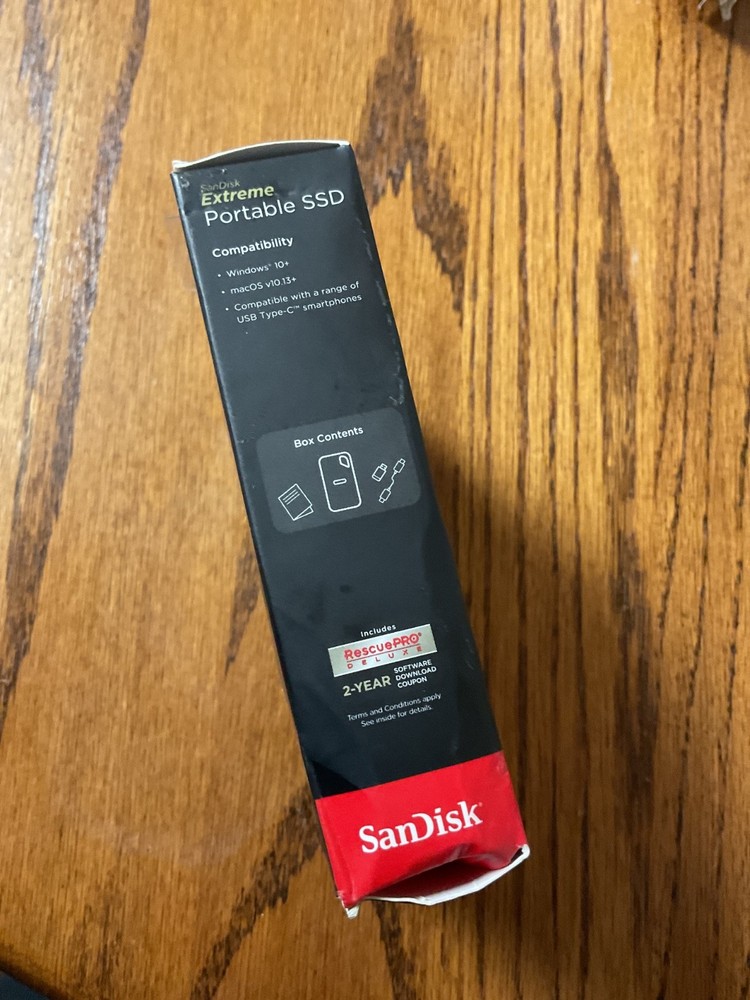 SanDisk
Extreme
Portable SSD
Compatibility
• Windows® 10+
• macOS v10.13+
• Compatible with a range of
USB Type-C™ smartphones
Box Contents
Includes
RescuePRO®
DELUXE
2-YEAR SOFTWARE
DOWNLOAD
COUPON
Terms and Conditions apply
See inside for details.
SanDisk®